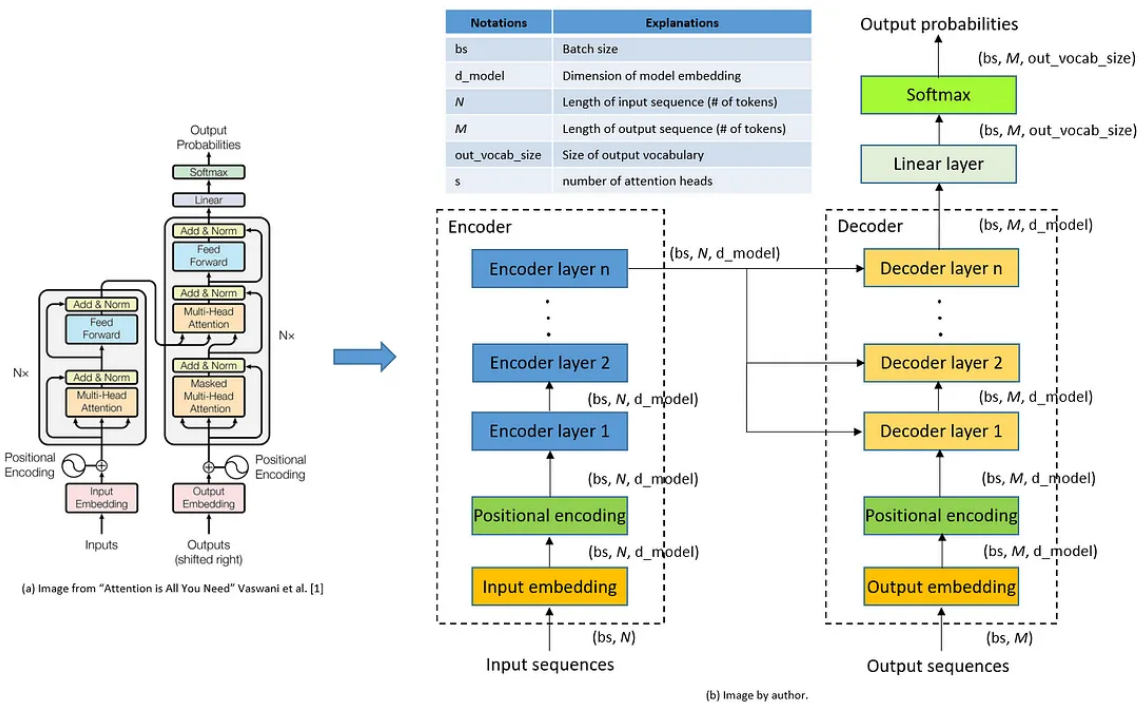 Output
Probabilities
Softmax
Linear
Add & Norm
Feed
Forward
Add & Norm
Multi-Head
Attention
Nx
Add & Norm
Masked
Multi-Head
Attention
Add & Norm
Feed
Forward
Nx
Add & Norm
Multi-Head
Attention
Positional
Encoding
Positional
Encoding
Input
Embedding
Output
Embedding
Inputs
Outputs
(shifted right)
(a) Image from “Attention is All You Need” Vaswani et al. [1]
Notations Explanations
bs Batch size
d_model Dimension of model embedding
N Length of input sequence (# of tokens)
M Length of output sequence (# of tokens)
out_vocab_size Size of output vocabulary
s number of attention heads
Encoder
Encoder layer n
(bs, N, d_model)
Encoder layer 2
(bs, N, d_model)
Encoder layer 1
(bs, N, d_model)
Positional encoding
(bs, N, d_model)
Input embedding
(bs, N)
Input sequences
Output probabilities
(bs, M, out_vocab_size)
Softmax
(bs, M, out_vocab_size)
Linear layer
Decoder
(bs, M, d_model)
Decoder layer n
Decoder layer 2
(bs, M, d_model)
Decoder layer 1
(bs, M, d_model)
Positional encoding
(bs, M, d_model)
Output embedding
(bs, M)
Output sequences
(b) Image by author.